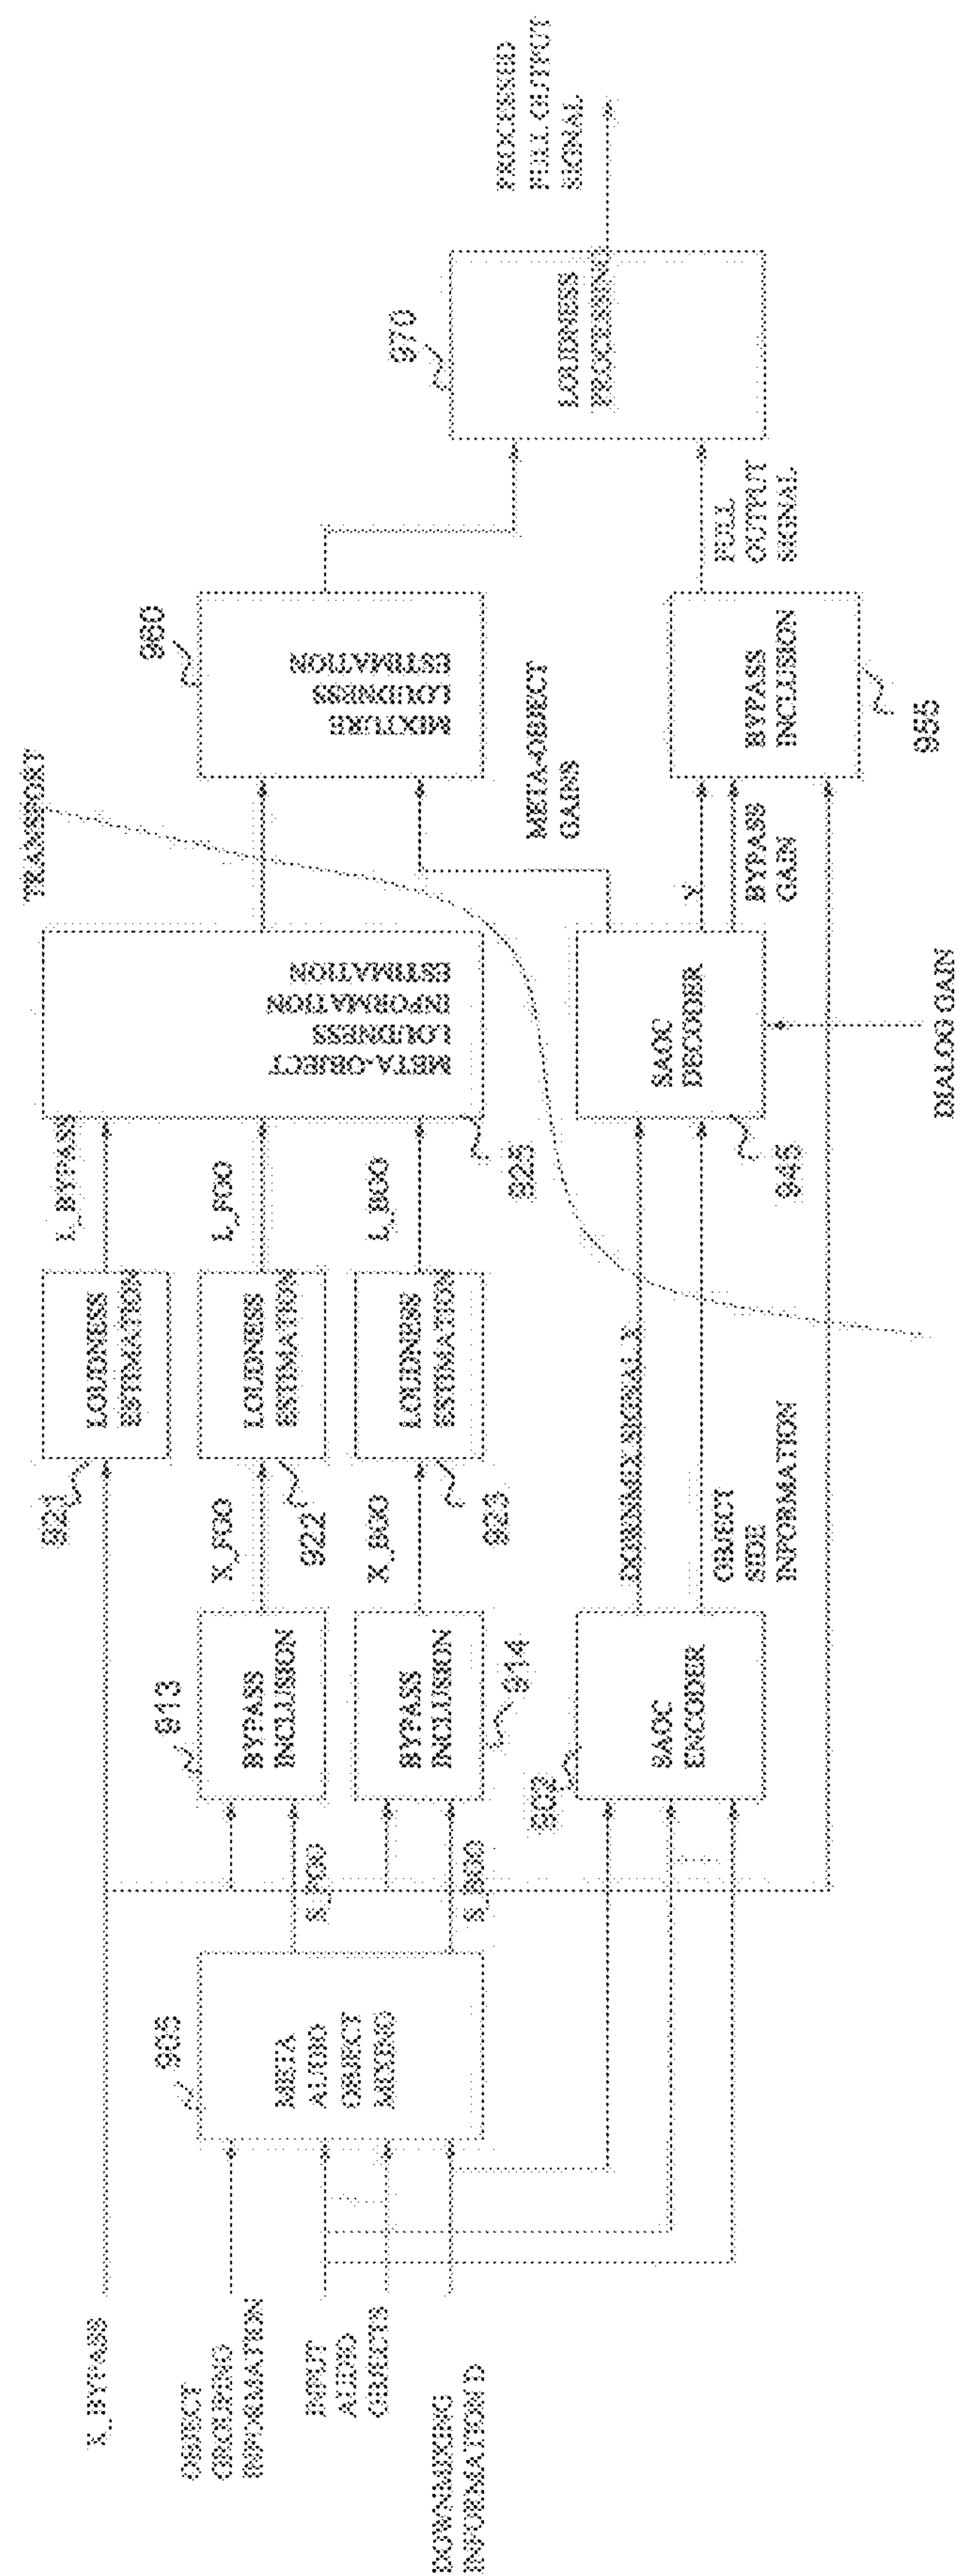 X_BYPASS
OBJECT
GROUPING
INFORMATION
INPUT
AUDIO
OBJECTS
DOWNMIXING
INFORMATION D
905
META
AUDIO
OBJECT
MIXING
S_FGO
S_BGO
913
BYPASS
INCLUSION
BYPASS
INCLUSION
914
902
SAOC
ENCODER
X_FGO
X_BGO
DOWNMIX SIGNAL X
OBJECT
SIDE
INFORMATION
921
LOUDNESS
ESTIMATION
LOUDNESS
ESTIMATION
922
LOUDNESS
ESTIMATION
923
L_BYPASS
L_FGO
L_BGO
META-OBJECT
LOUDNESS
INFORMATION
ESTIMATION
925
SAOC
DECODER
945
DIALOG GAIN
TRANSPORT
Y
BYPASS
GAIN
META-OBJECT
GAINS
960
MIXTURE
LOUDNESS
ESTIMATION
BYPASS
INCLUSION
955
FULL
OUTPUT
SIGNAL
970
LOUDNESS
PROCESSING
PROCESSED
FULL OUTPUT
SIGNAL